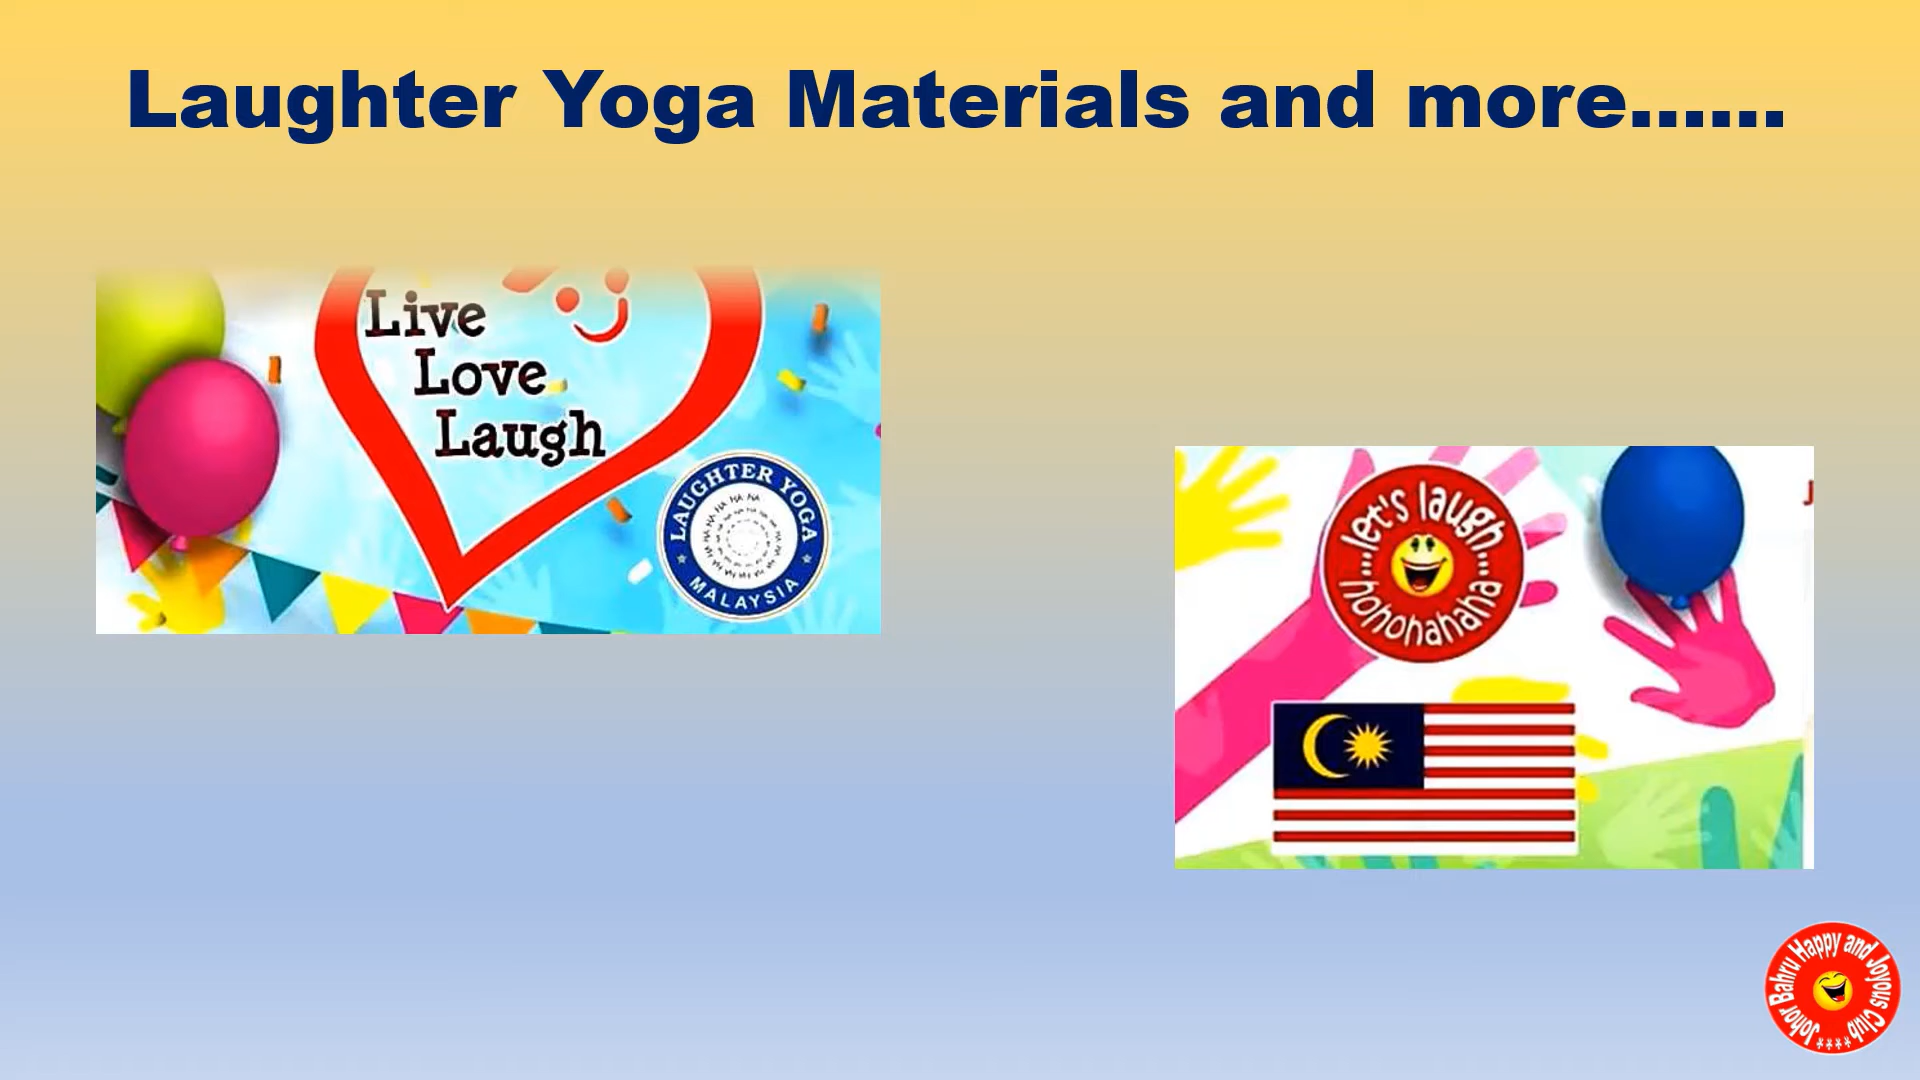 Laughter Yoga Materials and more......
Live
Love
Laugh
LAUGHTER YOGA
MALAYSIA
...let's laugh...
hohohahaha
Johor Bahru Happy and Joyous Club
****